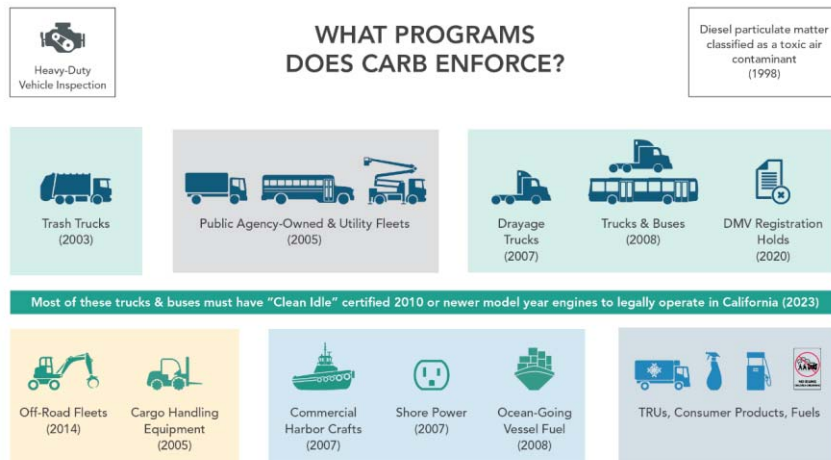 WHAT PROGRAMS
DOES CARB ENFORCE?
Heavy-Duty
Vehicle Inspection
Diesel particulate matter
classified as a toxic air
contaminant
(1998)
Trash Trucks
(2003)
Public Agency-Owned & Utility Fleets
(2005)
Drayage
Trucks
(2007)
Trucks & Buses
(2008)
DMV Registration
Holds
(2020)
Most of these trucks & buses must have “Clean Idle” certified 2010 or newer model year engines to legally operate in California (2023)
Off-Road Fleets
(2014)
Cargo Handling
Equipment
(2005)
Commercial
Harbor Crafts
(2007)
Shore Power
(2007)
Ocean-Going
Vessel Fuel
(2008)
TRUs, Consumer Products, Fuels